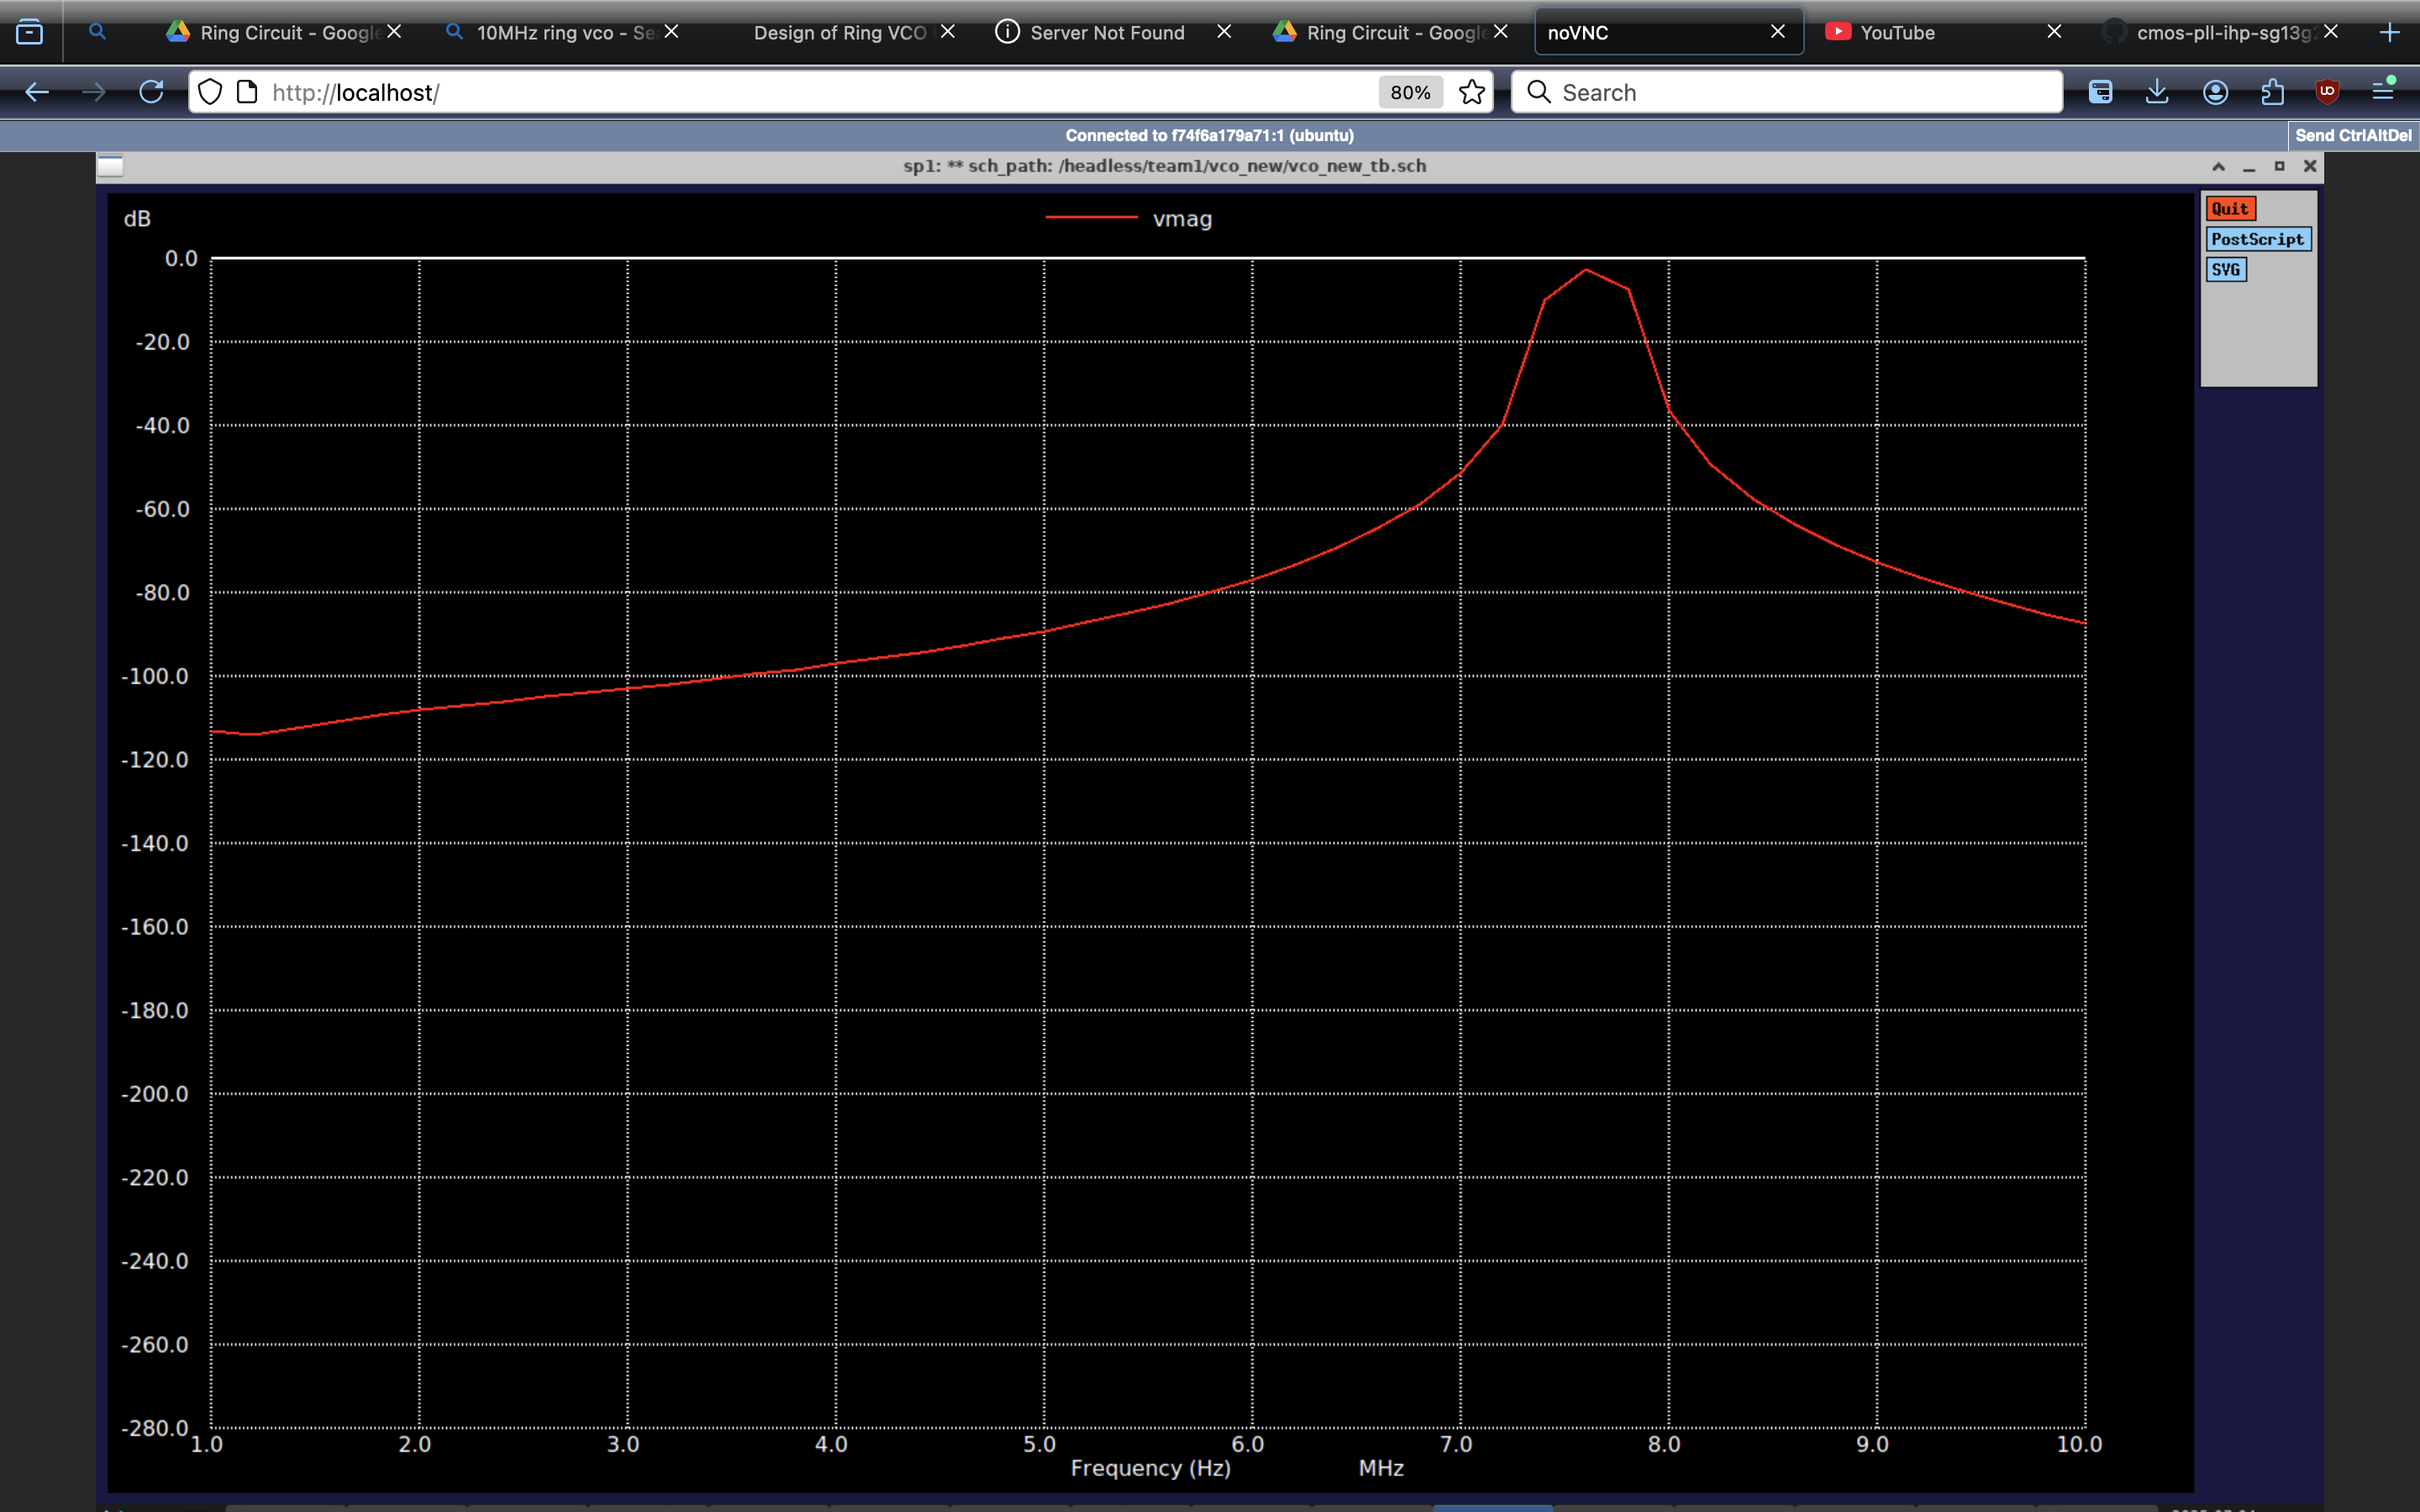 Ring Circuit - Google
10MHz ring vco - Se
Design of Ring VCO
Server Not Found
Ring Circuit - Google
noVNC
YouTube
cmos-pll-ihp-sg13g2
http://localhost/
80%
Search
Connected to f74f6a179a71:1 (ubuntu)
Send CtrlAltDel
sp1: ** sch_path: /headless/team1/vco_new/vco_new_tb.sch
Quit
PostScript
SVG
dB
vmag
0.0
-20.0
-40.0
-60.0
-80.0
-100.0
-120.0
-140.0
-160.0
-180.0
-200.0
-220.0
-240.0
-260.0
-280.0
1.0 2.0 3.0 4.0 5.0 6.0 7.0 8.0 9.0 10.0
Frequency (Hz) MHz